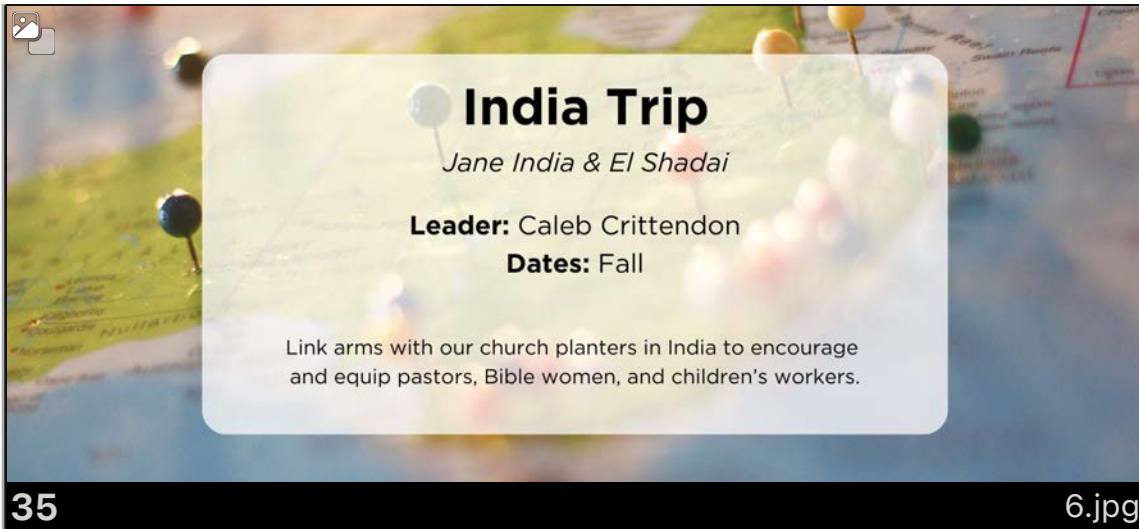 India Trip
Jane India & El Shadai
Leader: Caleb Crittendon
Dates: Fall
Link arms with our church planters in India to encourage
and equip pastors, Bible women, and children's workers.
35
6.jpg